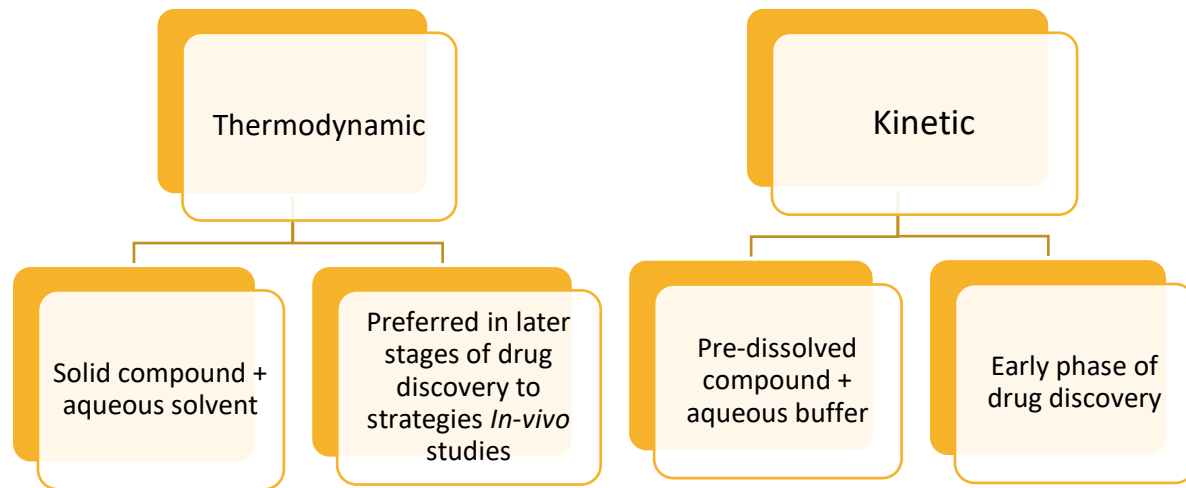 Thermodynamic
Solid compound +
aqueous solvent
Preferred in later
stages of drug
discovery to
strategies In-vivo
studies
Kinetic
Pre-dissolved
compound +
aqueous buffer
Early phase of
drug discovery